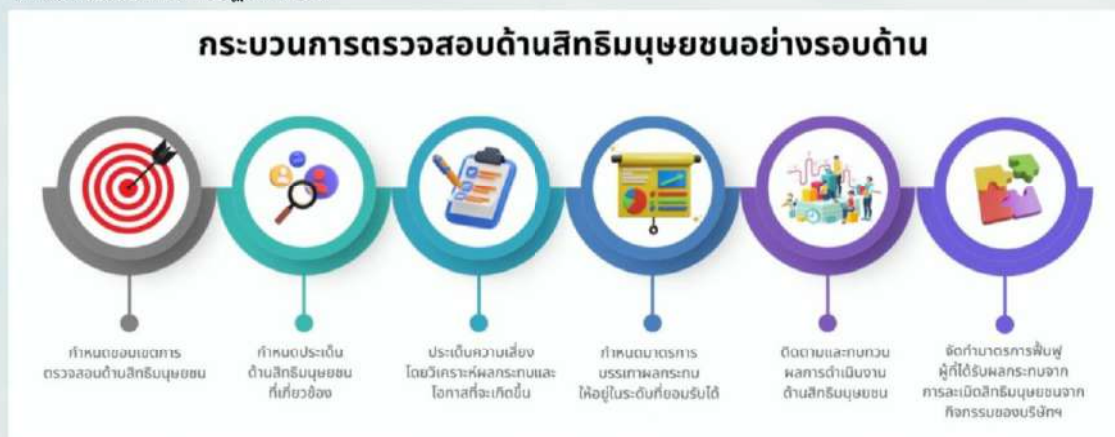 กระบวนการตรวจสอบด้านสิทธิมนุษยชนอย่างรอบด้าน
กำหนดขอบเขตการ
ตรวจสอบด้านสิทธิมนุษยชน
กำหนดประเด็น
ด้านสิทธิมนุษยชน
ที่เกี่ยวข้อง
ประเด็นความเสี่ยง
โดยวิเคราะห์ผลกระทบและ
โอกาสที่จะเกิดขึ้น
กำหนดมาตรการ
บรรเทาผลกระทบ
ให้อยู่ในระดับที่ยอมรับได้
ติดตามและทบทวน
ผลการดำเนินงาน
ด้านสิทธิมนุษยชน
จัดทำมาตรการฟื้นฟู
ผู้ที่ได้รับผลกระทบจาก
การละเมิดสิทธิมนุษยชนจาก
กิจกรรมของบริษัทฯ